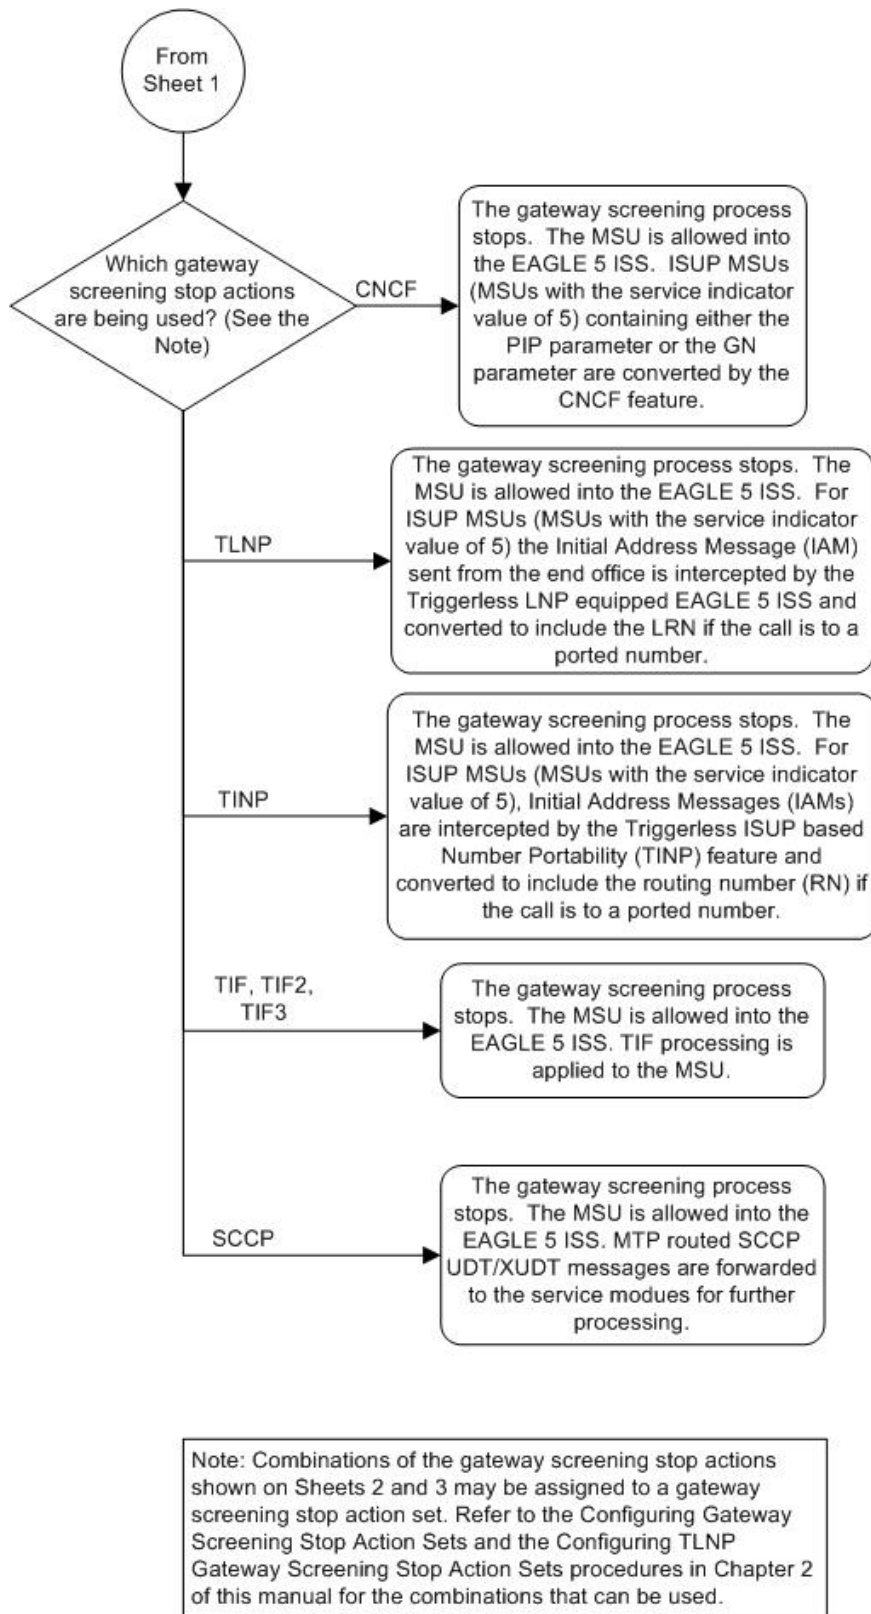 From
Sheet 1
Which gateway
screening stop actions
are being used? (See the
Note)
CNCF
The gateway screening process
stops. The MSU is allowed into
the EAGLE 5 ISS. ISUP MSUs
(MSUs with the service indicator
value of 5) containing either the
PIP parameter or the GN
parameter are converted by the
CNCF feature.
TLNP
The gateway screening process stops. The
MSU is allowed into the EAGLE 5 ISS. For
ISUP MSUs (MSUs with the service indicator
value of 5) the Initial Address Message (IAM)
sent from the end office is intercepted by the
Triggerless LNP equipped EAGLE 5 ISS and
converted to include the LRN if the call is to a
ported number.
TINP
The gateway screening process stops. The
MSU is allowed into the EAGLE 5 ISS. For
ISUP MSUs (MSUs with the service indicator
value of 5), Initial Address Messages (IAMs)
are intercepted by the Triggerless ISUP based
Number Portability (TINP) feature and
converted to include the routing number (RN) if
the call is to a ported number.
TIF, TIF2,
TIF3
The gateway screening process
stops. The MSU is allowed into the
EAGLE 5 ISS. TIF processing is
applied to the MSU.
SCCP
The gateway screening process
stops. The MSU is allowed into the
EAGLE 5 ISS. MTP routed SCCP
UDT/XUDT messages are forwarded
to the service modues for further
processing.
Note: Combinations of the gateway screening stop actions
shown on Sheets 2 and 3 may be assigned to a gateway
screening stop action set. Refer to the Configuring Gateway
Screening Stop Action Sets and the Configuring TLNP
Gateway Screening Stop Action Sets procedures in Chapter 2
of this manual for the combinations that can be used.